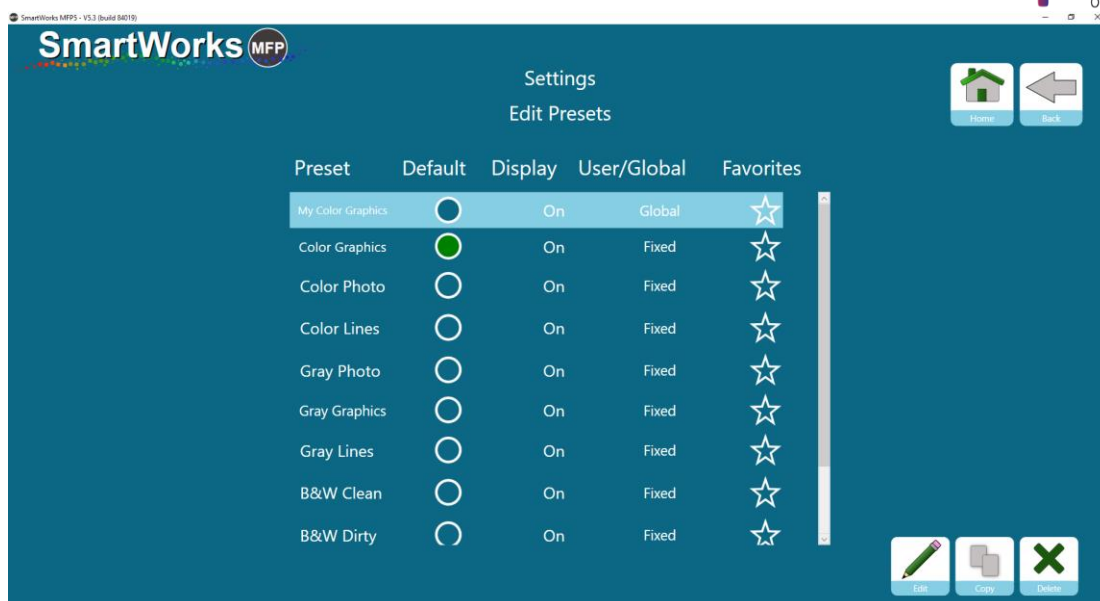 SmartWorks MFP5 - V5.3 (build 84019)
SmartWorks MFP
Settings
Edit Presets
Home Back
Preset Default Display User/Global Favorites
My Color Graphics On Global
Color Graphics On Fixed
Color Photo On Fixed
Color Lines On Fixed
Gray Photo On Fixed
Gray Graphics On Fixed
Gray Lines On Fixed
B&W Clean On Fixed
B&W Dirty On Fixed
Edit Copy Delete